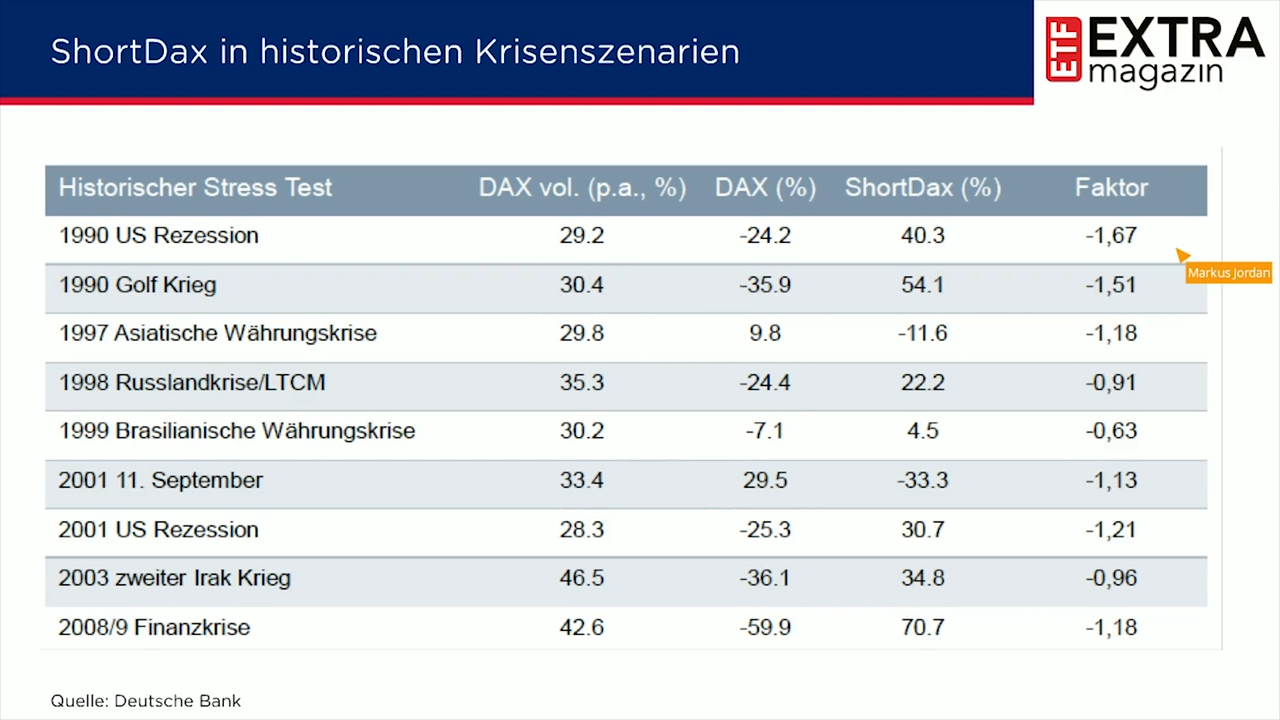 ShortDax in historischen Krisenszenarien
ETF EXTRA
magazin
Historischer Stress Test DAX vol. (p.a., %) DAX (%) ShortDax (%) Faktor
1990 US Rezession 29.2 -24.2 40.3 -1,67
Markus Jordan
1990 Golf Krieg 30.4 -35.9 54.1 -1,51
1997 Asiatische Währungskrise 29.8 9.8 -11.6 -1,18
1998 Russlandkrise/LTCM 35.3 -24.4 22.2 -0,91
1999 Brasilianische Währungskrise 30.2 -7.1 4.5 -0,63
2001 11. September 33.4 29.5 -33.3 -1,13
2001 US Rezession 28.3 -25.3 30.7 -1,21
2003 zweiter Irak Krieg 46.5 -36.1 34.8 -0,96
2008/9 Finanzkrise 42.6 -59.9 70.7 -1,18
Quelle: Deutsche Bank